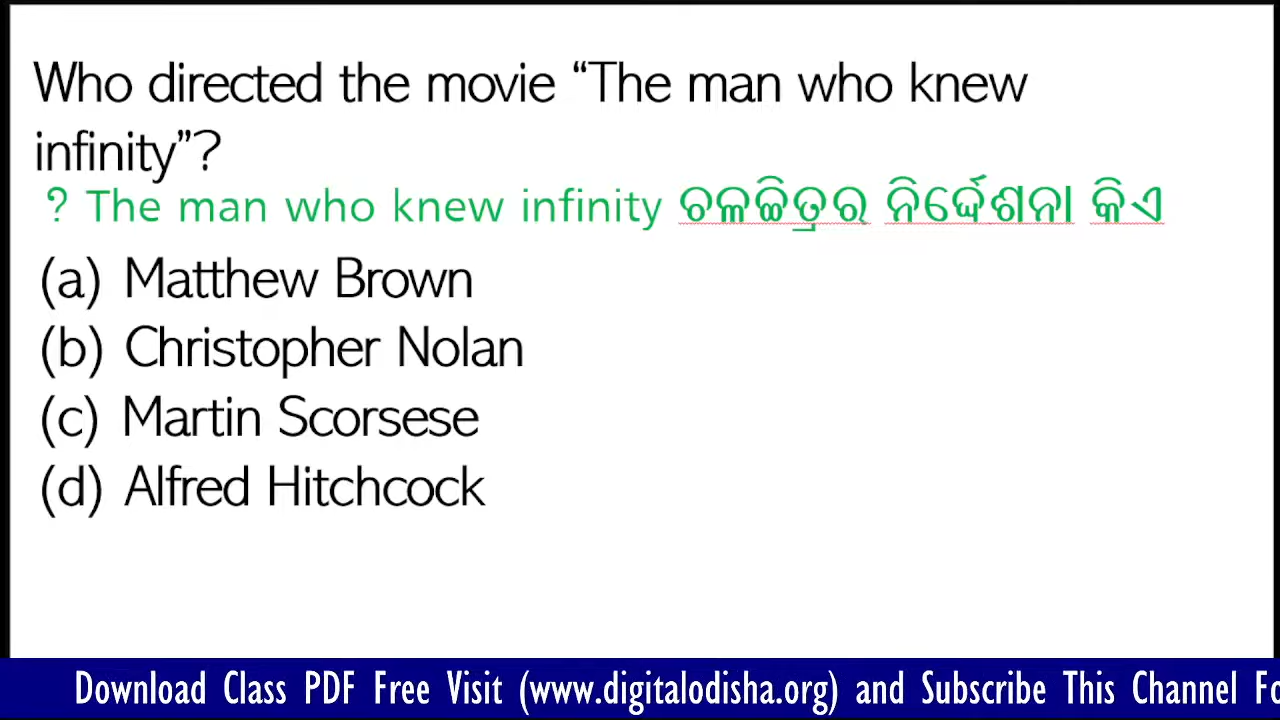 Who directed the movie “The man who knew
infinity”?
? The man who knew infinity ଚଳଚ୍ଚିତ୍ରର ନିର୍ଦ୍ଦେଶନା କିଏ
(a) Matthew Brown
(b) Christopher Nolan
(c) Martin Scorsese
(d) Alfred Hitchcock
Download Class PDF Free Visit (www.digitalodisha.org) and Subscribe This Channel Fo